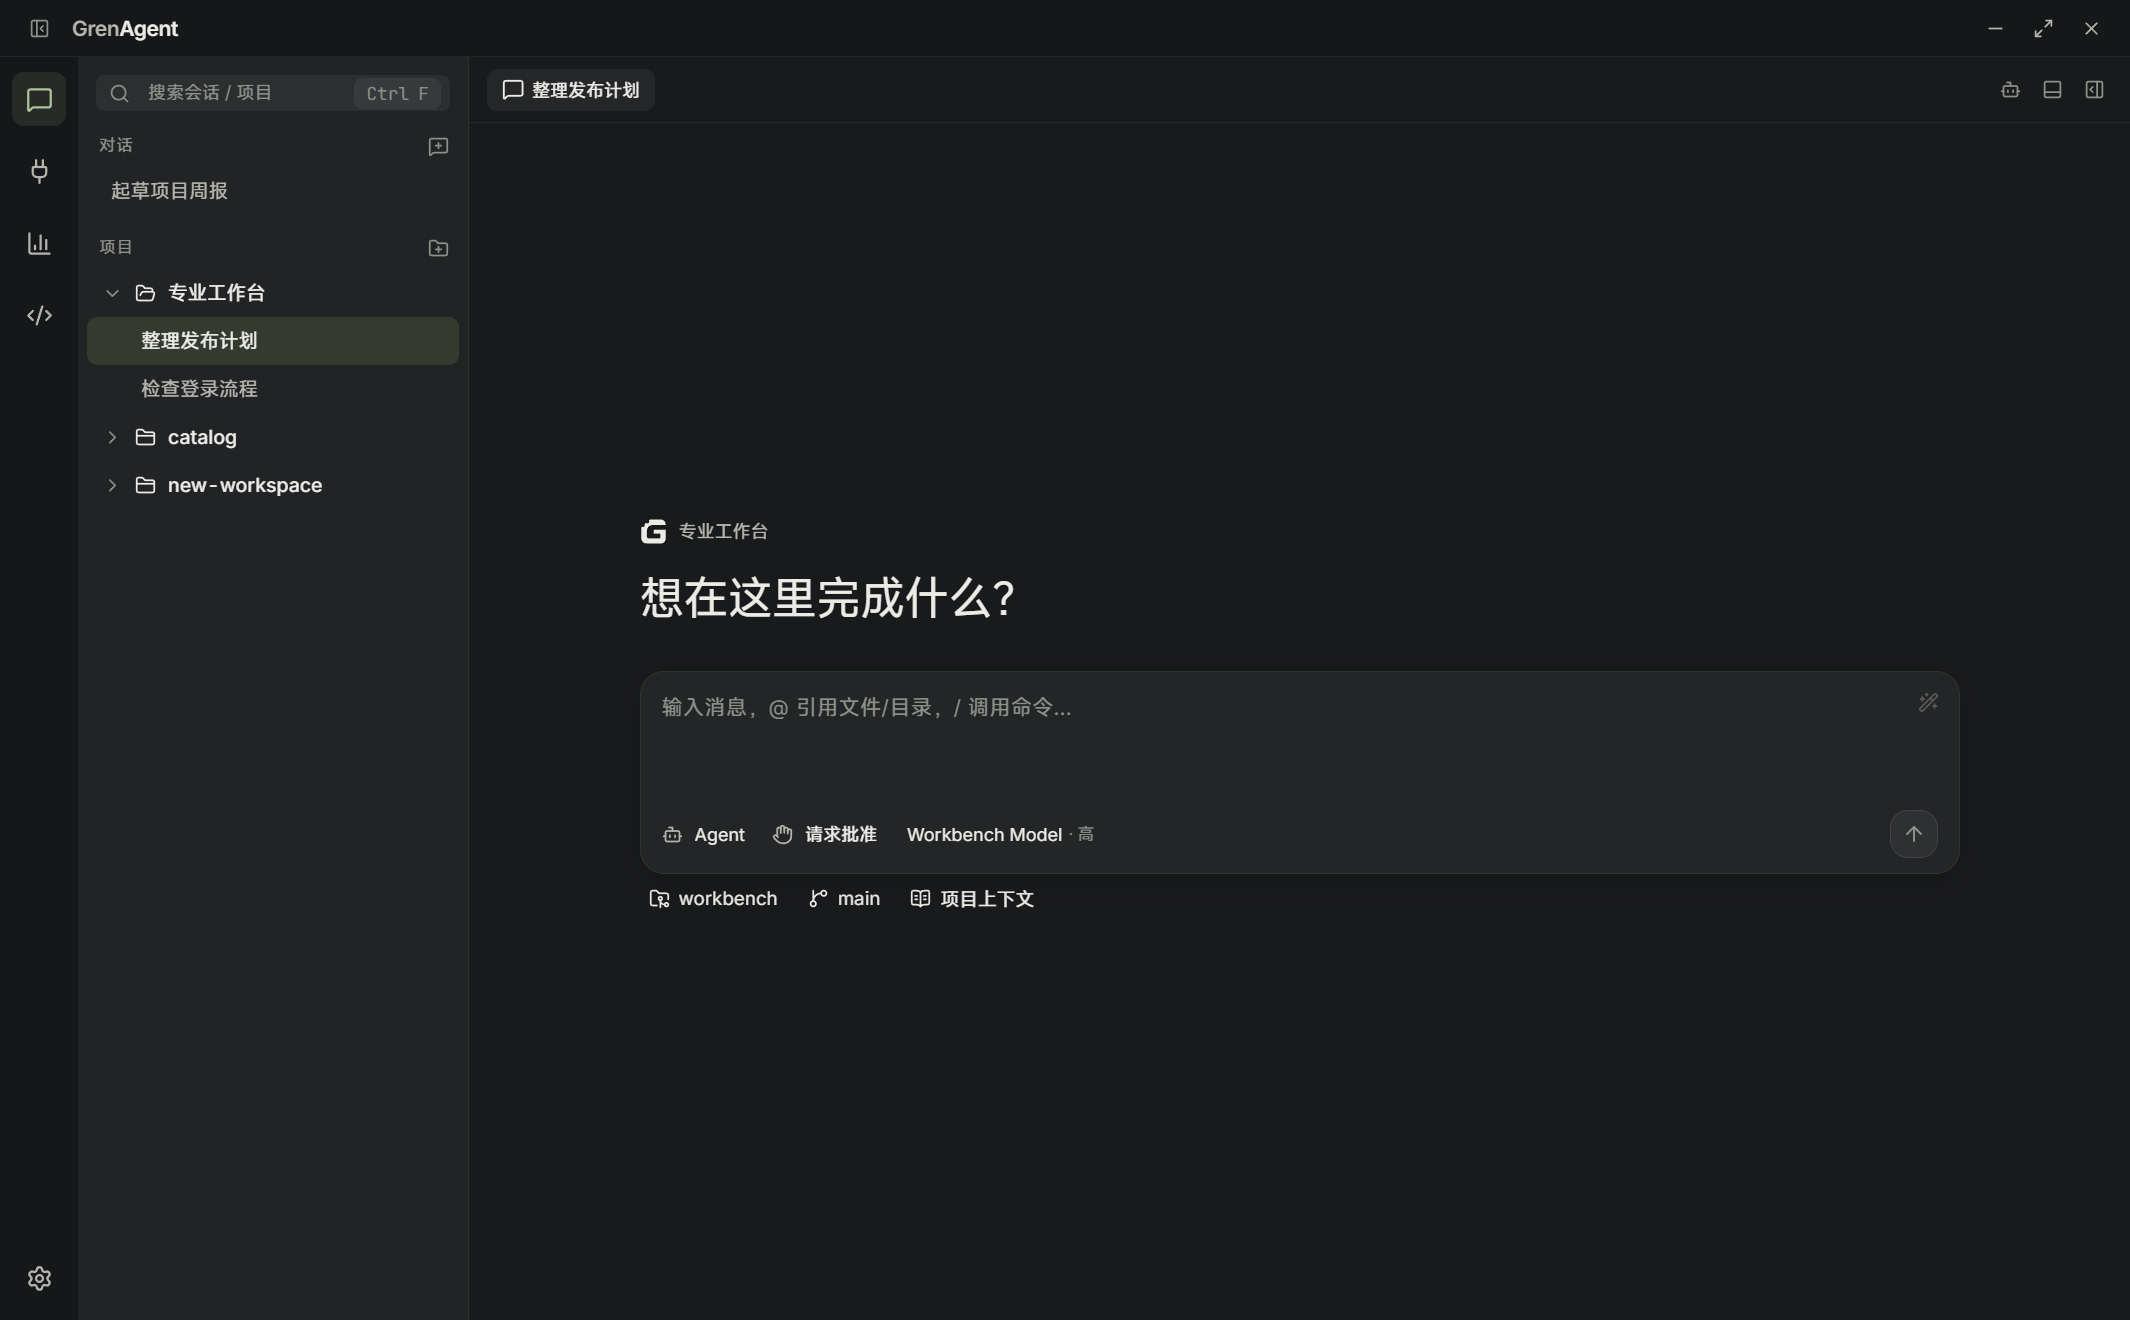 GrenAgent
搜索会话 / 项目 Ctrl F
对话
起草项目周报
项目
专业工作台
整理发布计划
检查登录流程
catalog
new-workspace
整理发布计划
专业工作台
想在这里完成什么？
输入消息，@ 引用文件/目录，/ 调用命令...
Agent 请求批准 Workbench Model · 高
workbench main 项目上下文